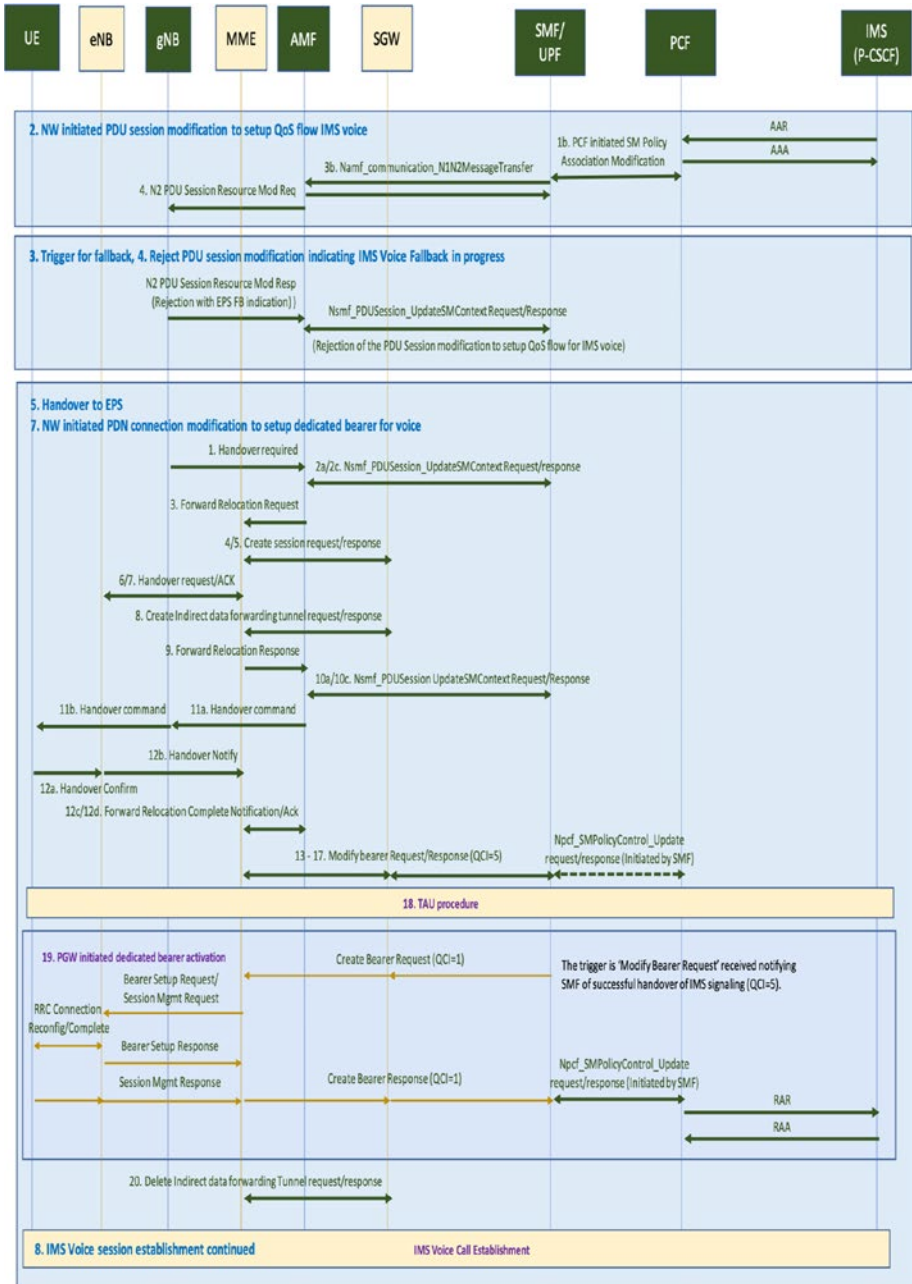 UE
eNB
gNB
MME
AMF
SGW
SMF/
UPF
PCF
IMS
(P-CSCF)
2. NW initiated PDU session modification to setup QoS flow IMS voice
AAR
1b. PCF initiated SM Policy
Association Modification
AAA
3b. Namf_communication_N1N2MessageTransfer
4. N2 PDU Session Resource Mod Req
3. Trigger for fallback, 4. Reject PDU session modification indicating IMS Voice Fallback in progress
N2 PDU Session Resource Mod Resp
(Rejection with EPS FB indication) )
Nsmf_PDUSession_UpdateSMContext Request/Response
(Rejection of the PDU Session modification to setup QoS flow for IMS voice)
5. Handover to EPS
7. NW initiated PDN connection modification to setup dedicated bearer for voice
1. Handover required
2a/2c. Nsmf_PDUSession_UpdateSMContext Request/response
3. Forward Relocation Request
4/5. Create session request/response
6/7. Handover request/ACK
8. Create Indirect data forwarding tunnel request/response
9. Forward Relocation Response
10a/10c. Nsmf_PDUSession UpdateSMContext Request/Response
11b. Handover command
11a. Handover command
12b. Handover Notify
12a. Handover Confirm
12c/12d. Forward Relocation Complete Notification/Ack
13 - 17. Modify bearer Request/Response (QCI=5)
Npcf_SMPolicyControl_Update
request/response (Initiated by SMF)
18. TAU procedure
19. PGW initiated dedicated bearer activation
Create Bearer Request (QCI=1)
The trigger is 'Modify Bearer Request' received notifying
SMF of successful handover of IMS signaling (QCI=5).
Bearer Setup Request/
Session Mgmt Request
RRC Connection
Reconfig/Complete
Bearer Setup Response
Session Mgmt Response
Create Bearer Response (QCI=1)
Npcf_SMPolicyControl_Update
request/response (Initiated by SMF)
RAR
RAA
20. Delete Indirect data forwarding Tunnel request/response
8. IMS Voice session establishment continued
IMS Voice Call Establishment